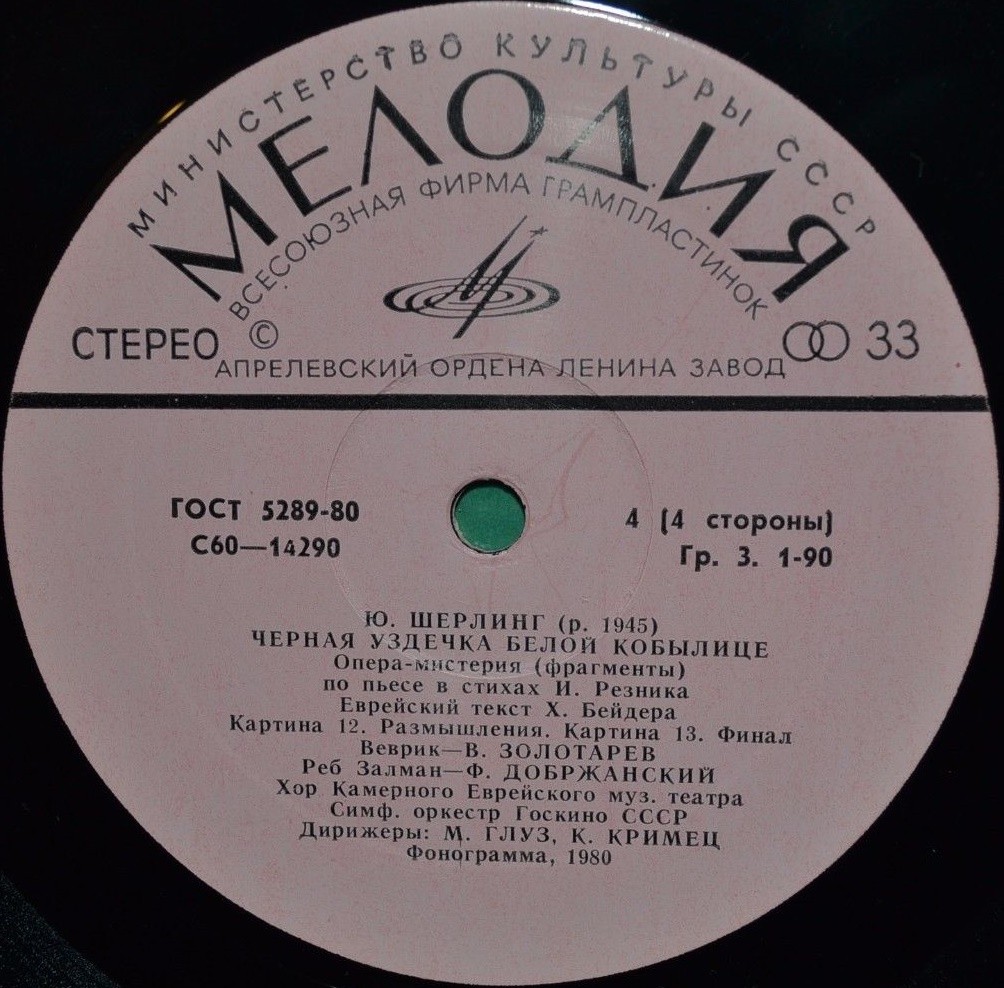 МИНИСТЕРСТВО КУЛЬТУРЫ СССР
МЕЛОДИЯ
ВСЕСОЮЗНАЯ ФИРМА ГРАМПЛАСТИНОК
СТЕРЕО © 33
АПРЕЛЕВСКИЙ ОРДЕНА ЛЕНИНА ЗАВОД
ГОСТ 5289-80
С60—14290
4 (4 стороны)
Гр. 3. 1-90
Ю. ШЕРЛИНГ (р. 1945)
ЧЕРНАЯ УЗДЕЧКА БЕЛОЙ КОБЫЛИЦЕ
Опера-мистерия (фрагменты)
по пьесе в стихах И. Резника
Еврейский текст Х. Бейдера
Картина 12. Размышления. Картина 13. Финал
Веврик—В. ЗОЛОТАРЕВ
Реб Залман—Ф. ДОБРЖАНСКИЙ
Хор Камерного Еврейского муз. театра
Симф. оркестр Госкино СССР
Дирижеры: М. ГЛУЗ, К. КРИМЕЦ
Фонограмма, 1980